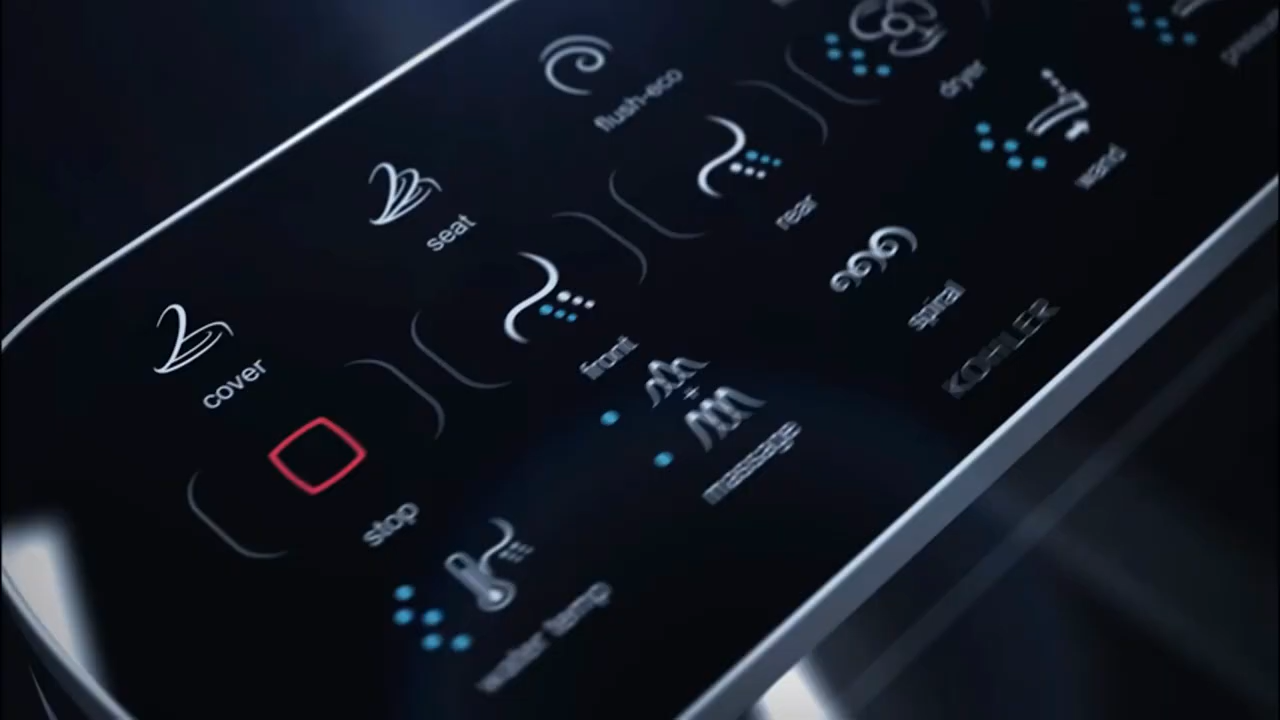 cover
seat
flush-eco
stop
front
rear
dryer
water temp
massage
spiral
wand
KOHLER